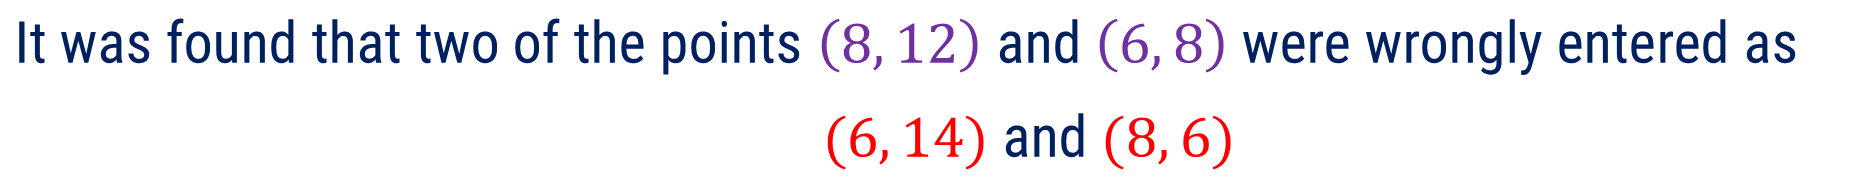 It was found that two of the points (8, 12) and (6, 8) were wrongly entered as
(6, 14) and (8, 6)